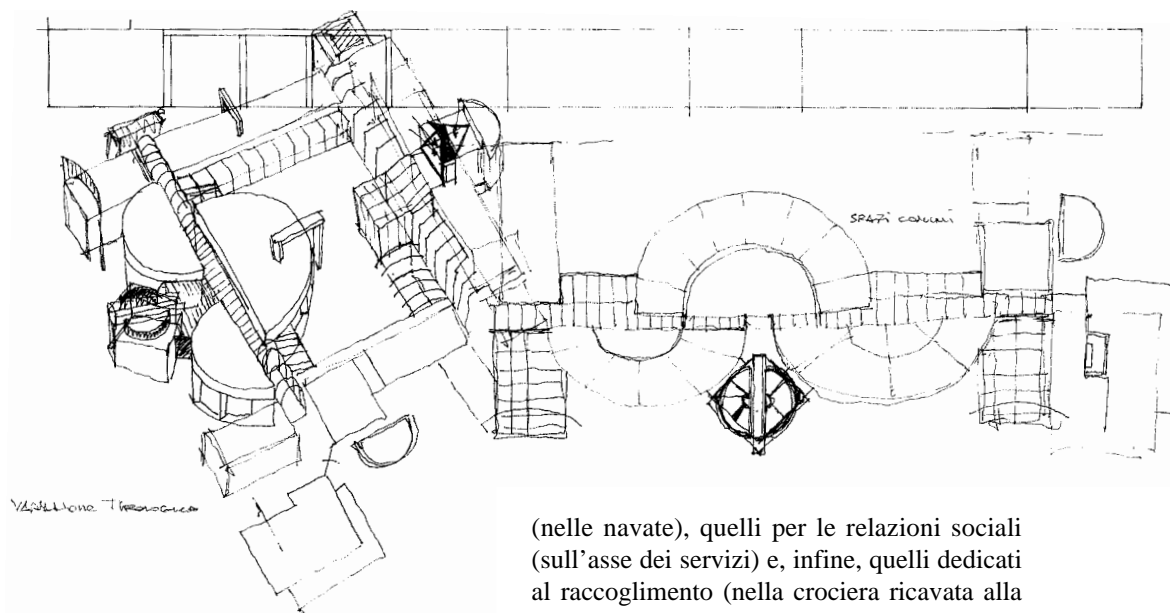 SPAZI COMUNI
(nelle navate), quelli per le relazioni sociali
(sull'asse dei servizi) e, infine, quelli dedicati
al raccoglimento (nella crociera ricavata alla